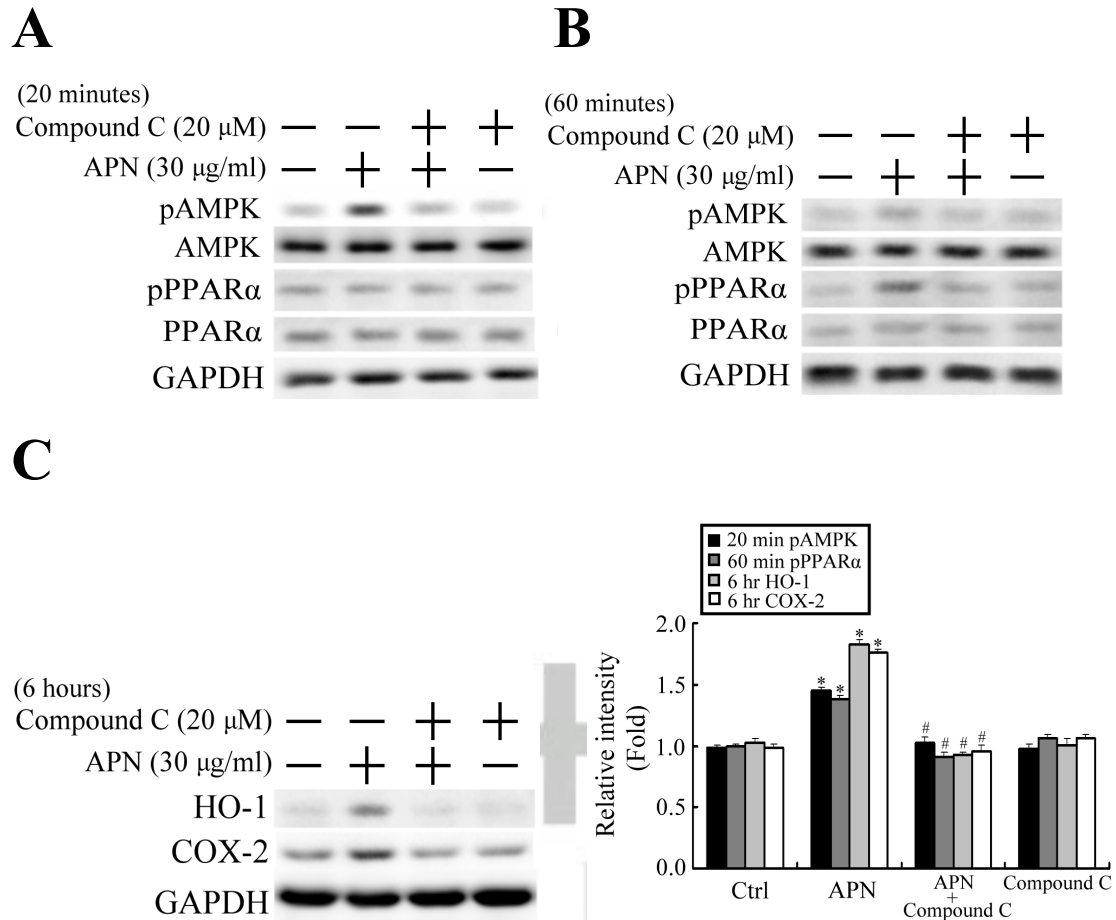 A
(20 minutes)
Compound C (20 μM) — — + +
APN (30 μg/ml) — + + —
pAMPK
AMPK
pPPARα
PPARα
GAPDH
B
(60 minutes)
Compound C (20 μM) — — + +
APN (30 μg/ml) — + + —
pAMPK
AMPK
pPPARα
PPARα
GAPDH
C
(6 hours)
Compound C (20 μM) — — + +
APN (30 μg/ml) — + + —
HO-1
COX-2
GAPDH
20 min pAMPK
60 min pPPARα
6 hr HO-1
6 hr COX-2
Relative intensity
(Fold)
2.0
1.5
1.0
0.5
0.0
* * * *
# # # #
Ctrl
APN
APN
+
Compound C
Compound C